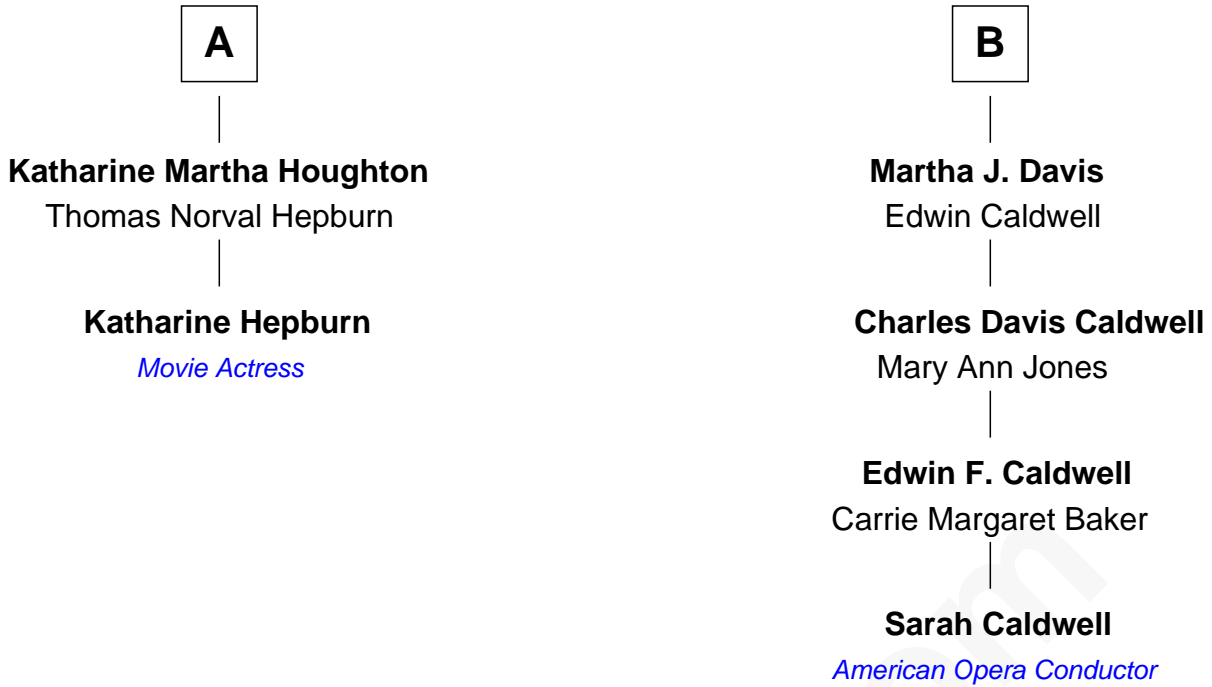 A
Katharine Martha Houghton
Thomas Norval Hepburn
Katharine Hepburn
Movie Actress
B
Martha J. Davis
Edwin Caldwell
Charles Davis Caldwell
Mary Ann Jones
Edwin F. Caldwell
Carrie Margaret Baker
Sarah Caldwell
American Opera Conductor